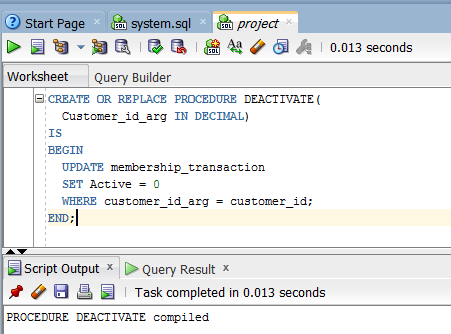 Start Page
system.sql
project
0.013 seconds
Worksheet
Query Builder
CREATE OR REPLACE PROCEDURE DEACTIVATE(
Customer_id_arg IN DECIMAL)
IS
BEGIN
UPDATE membership_transaction
SET Active = 0
WHERE customer_id_arg = customer_id;
END;
Script Output
Query Result
Task completed in 0.013 seconds
PROCEDURE DEACTIVATE compiled